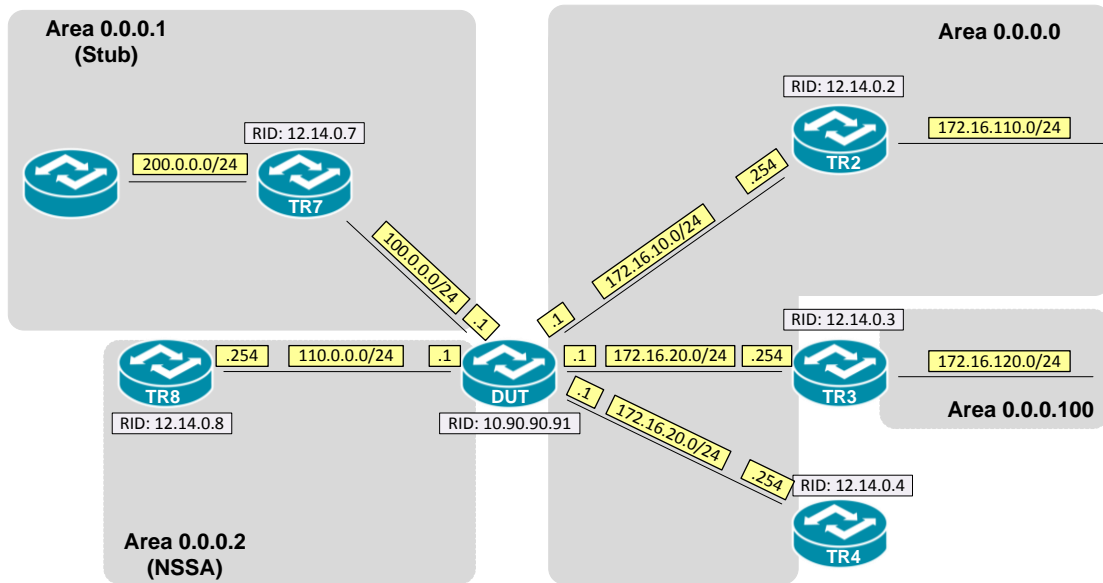 Area 0.0.0.1
(Stub)
Area 0.0.0.0
RID: 12.14.0.2
172.16.110.0/24
TR2
RID: 12.14.0.7
200.0.0.0/24
TR7
.254
172.16.10.0/24
.1
100.0.0.0/24
.1
RID: 12.14.0.3
.254
110.0.0.0/24
.1
.1
172.16.20.0/24
.254
172.16.120.0/24
TR8
DUT
TR3
RID: 12.14.0.8
RID: 10.90.90.91
.1
172.16.20.0/24
.254
Area 0.0.0.100
RID: 12.14.0.4
TR4
Area 0.0.0.2
(NSSA)